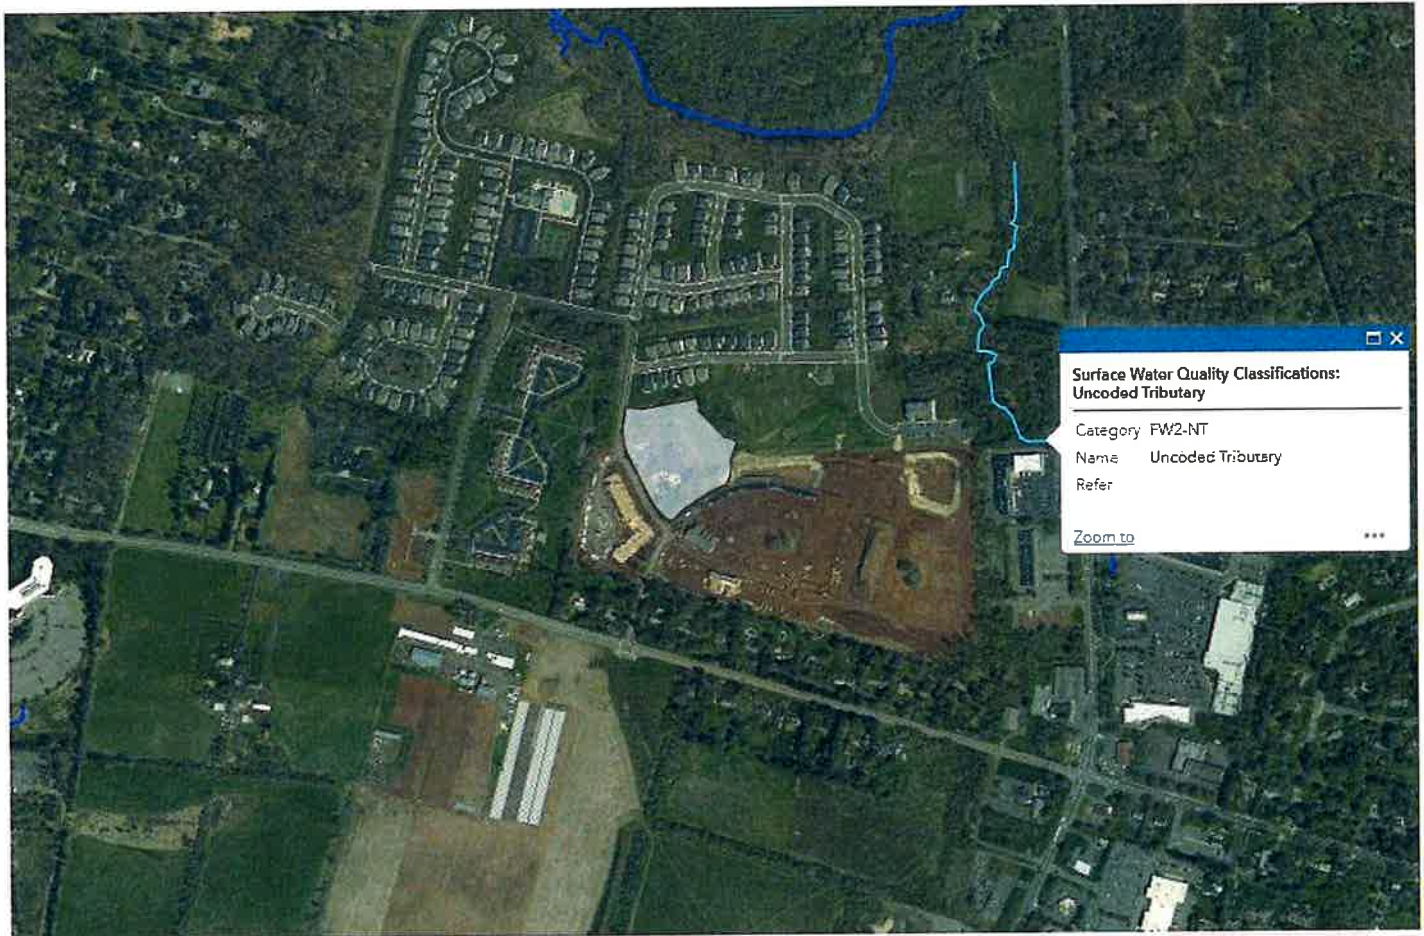 Surface Water Quality Classifications:
Uncoded Tributary
Category FW2-NT
Name Uncoded Tributary
Refer
Zoom to